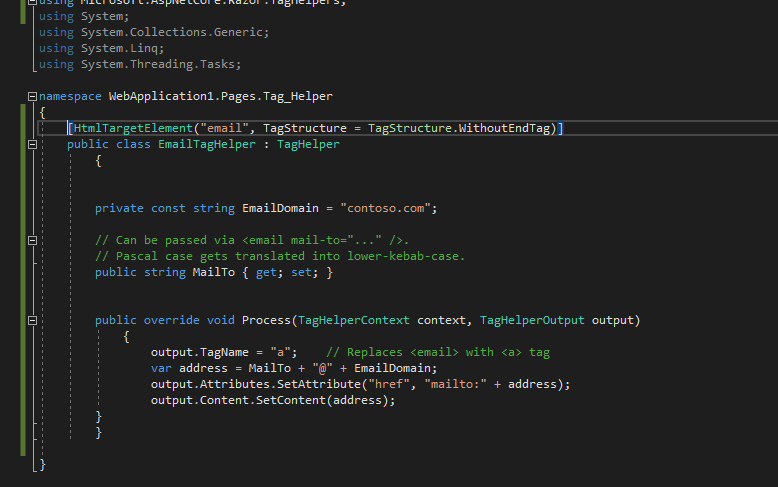 using Microsoft.AspNetCore.Razor.TagHelpers;
using System;
using System.Collections.Generic;
using System.Linq;
using System.Threading.Tasks;
namespace WebApplication1.Pages.Tag_Helper
{
[HtmlTargetElement("email", TagStructure = TagStructure.WithoutEndTag)]
public class EmailTagHelper : TagHelper
{
private const string EmailDomain = "contoso.com";
// Can be passed via <email mail-to="..." />.
// Pascal case gets translated into lower-kebab-case.
public string MailTo { get; set; }
public override void Process(TagHelperContext context, TagHelperOutput output)
{
output.TagName = "a";    // Replaces <email> with <a> tag
var address = MailTo + "@" + EmailDomain;
output.Attributes.SetAttribute("href", "mailto:" + address);
output.Content.SetContent(address);
}
}
}